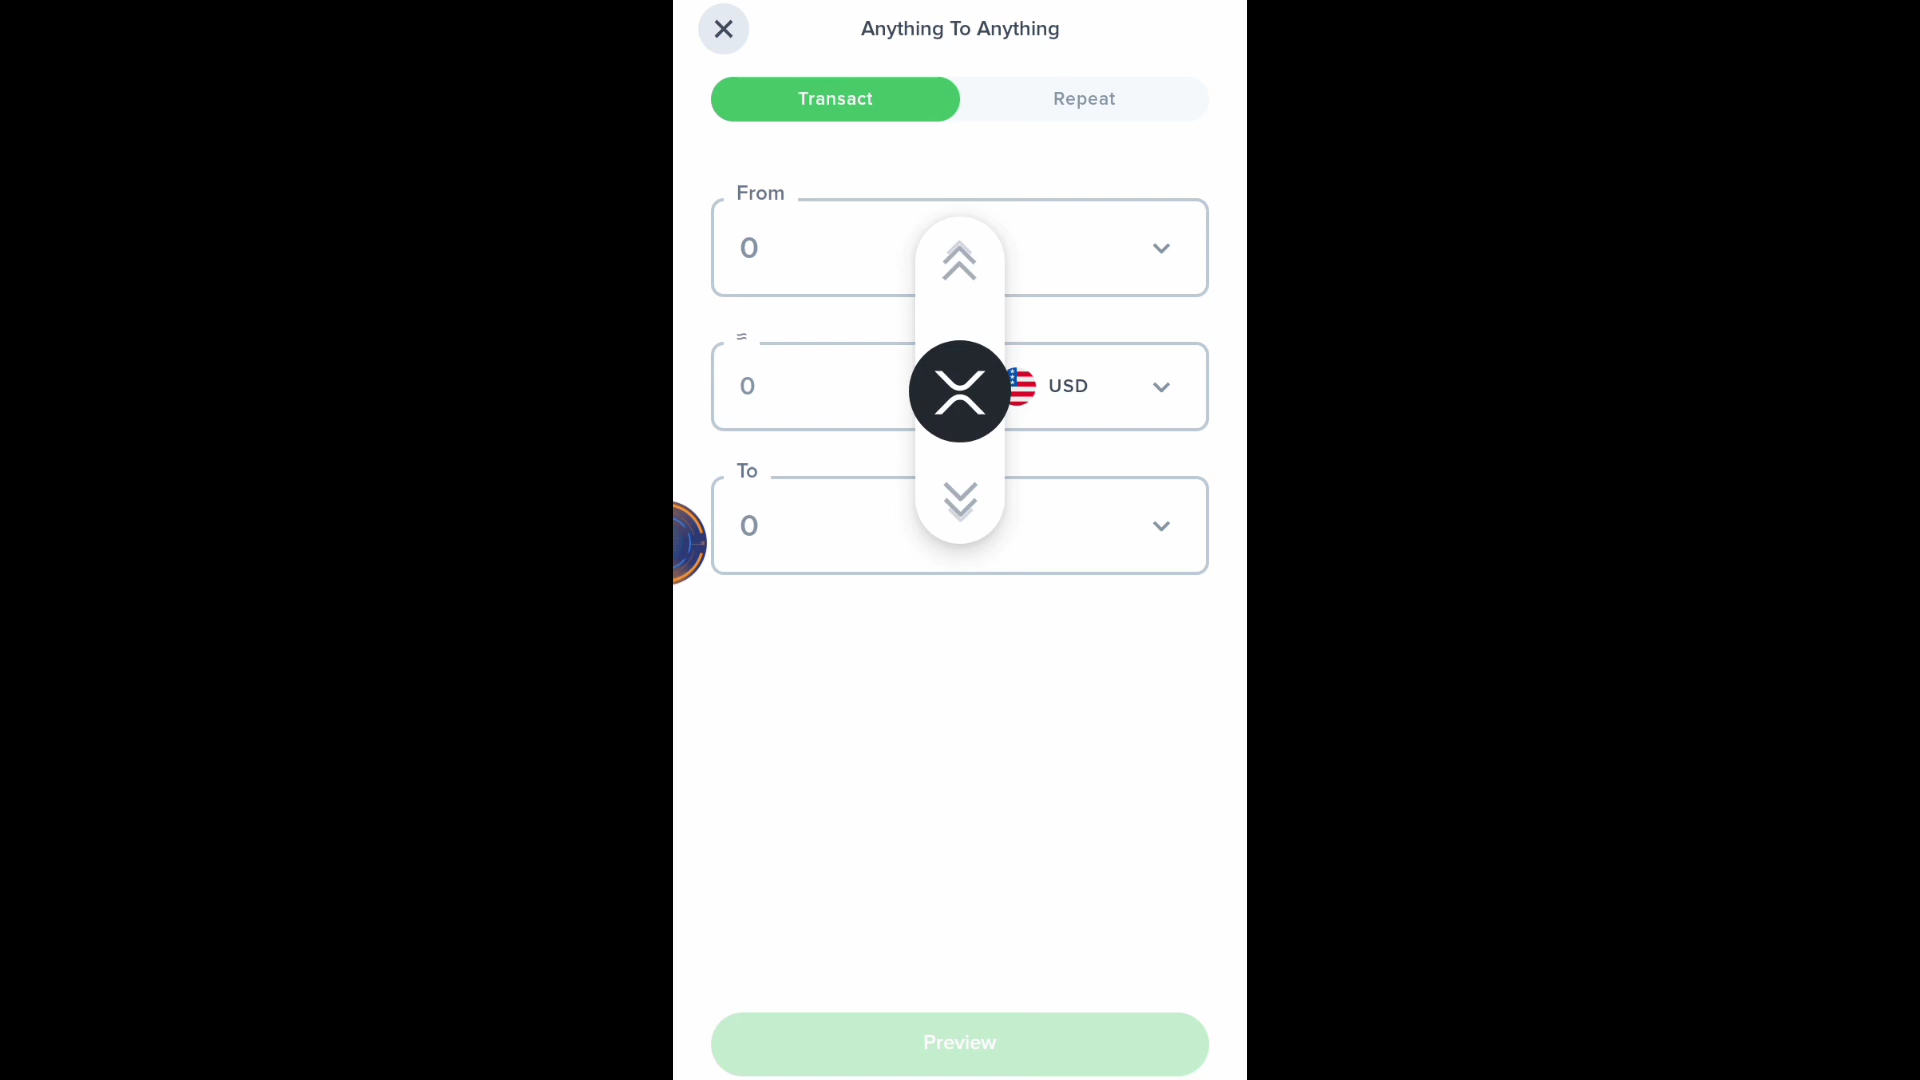 Anything To Anything
Transact
Repeat
From
0
≈
0
USD
To
0
Preview